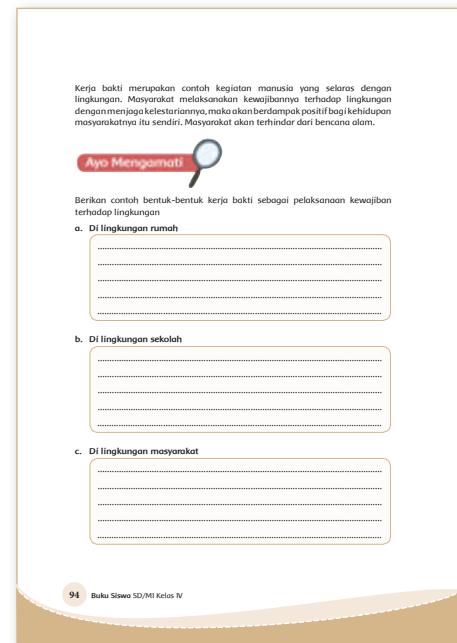 Kerja bakti merupakan contoh kegiatan manusia yang selaras dengan
lingkungan. Masyarakat melaksanakan kewajibannya terhadap lingkungan
dengan menjaga kelestariannya, maka akan berdampak positif bagi kehidupan
masyarakatnya itu sendiri. Masyarakat akan terhindar dari bencana alam.
Ayo Mengamati
Berikan contoh bentuk-bentuk kerja bakti sebagai pelaksanaan kewajiban
terhadap lingkungan
a. Di lingkungan rumah
b. Di lingkungan sekolah
c. Di lingkungan masyarakat
94 Buku Siswa SD/MI Kelas IV